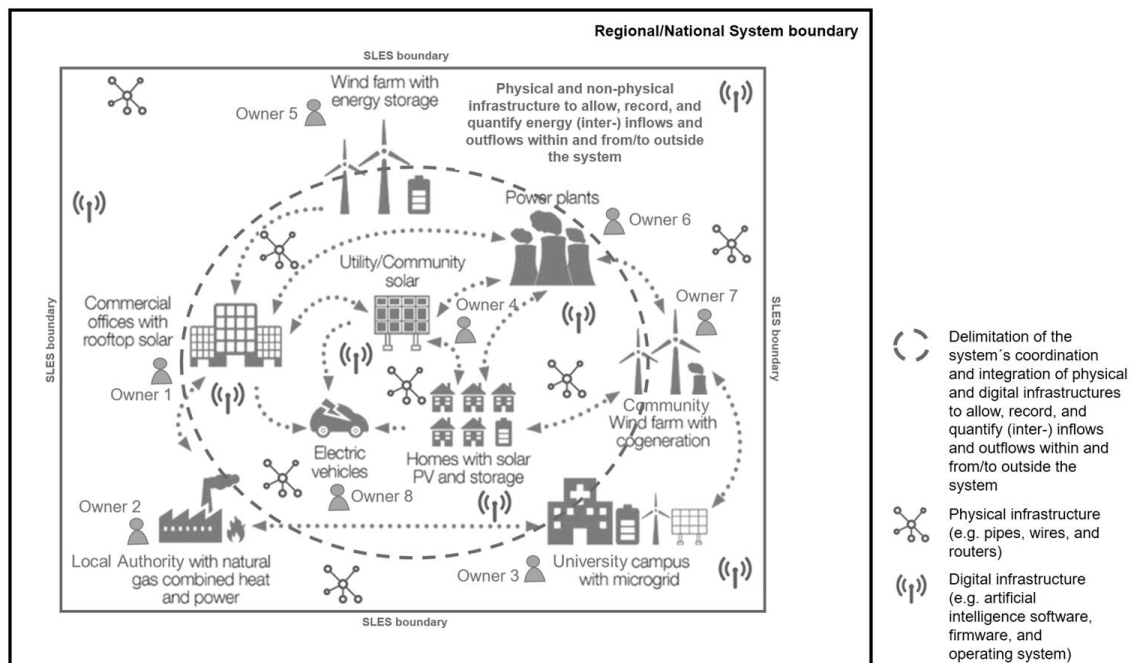 Regional/National System boundary
SLES boundary
Wind farm with
energy storage
Owner 5
Physical and non-physical
infrastructure to allow, record, and
quantify energy (inter-) inflows and
outflows within and from/to outside
the system
Power plants
Owner 6
Utility/Community
solar
Owner 4
Owner 7
Commercial
offices with
rooftop solar
Owner 1
SLES boundary
SLES boundary
Community
Wind farm with
cogeneration
Electric
vehicles
Owner 8
Homes with solar
PV and storage
Owner 2
Local Authority with natural
gas combined heat
and power
Owner 3
University campus
with microgrid
SLES boundary
Delimitation of the
system´s coordination
and integration of physical
and digital infrastructures
to allow, record, and
quantify (inter-) inflows
and outflows within and
from/to outside the
system
Physical infrastructure
(e.g. pipes, wires, and
routers)
Digital infrastructure
(e.g. artificial
intelligence software,
firmware, and
operating system)